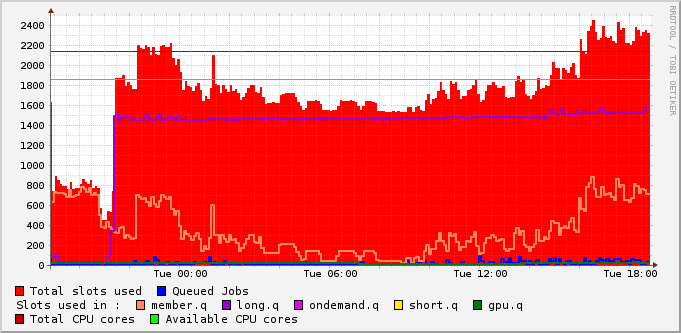 RRDTOOL / TOBI OETIKER
2400
2200
2000
1800
1600
1400
1200
1000
800
600
400
200
0
Tue 00:00 Tue 06:00 Tue 12:00 Tue 18:00
Total slots used Queued Jobs
Slots used in : member.q long.q ondemand.q short.q gpu.q
Total CPU cores Available CPU cores